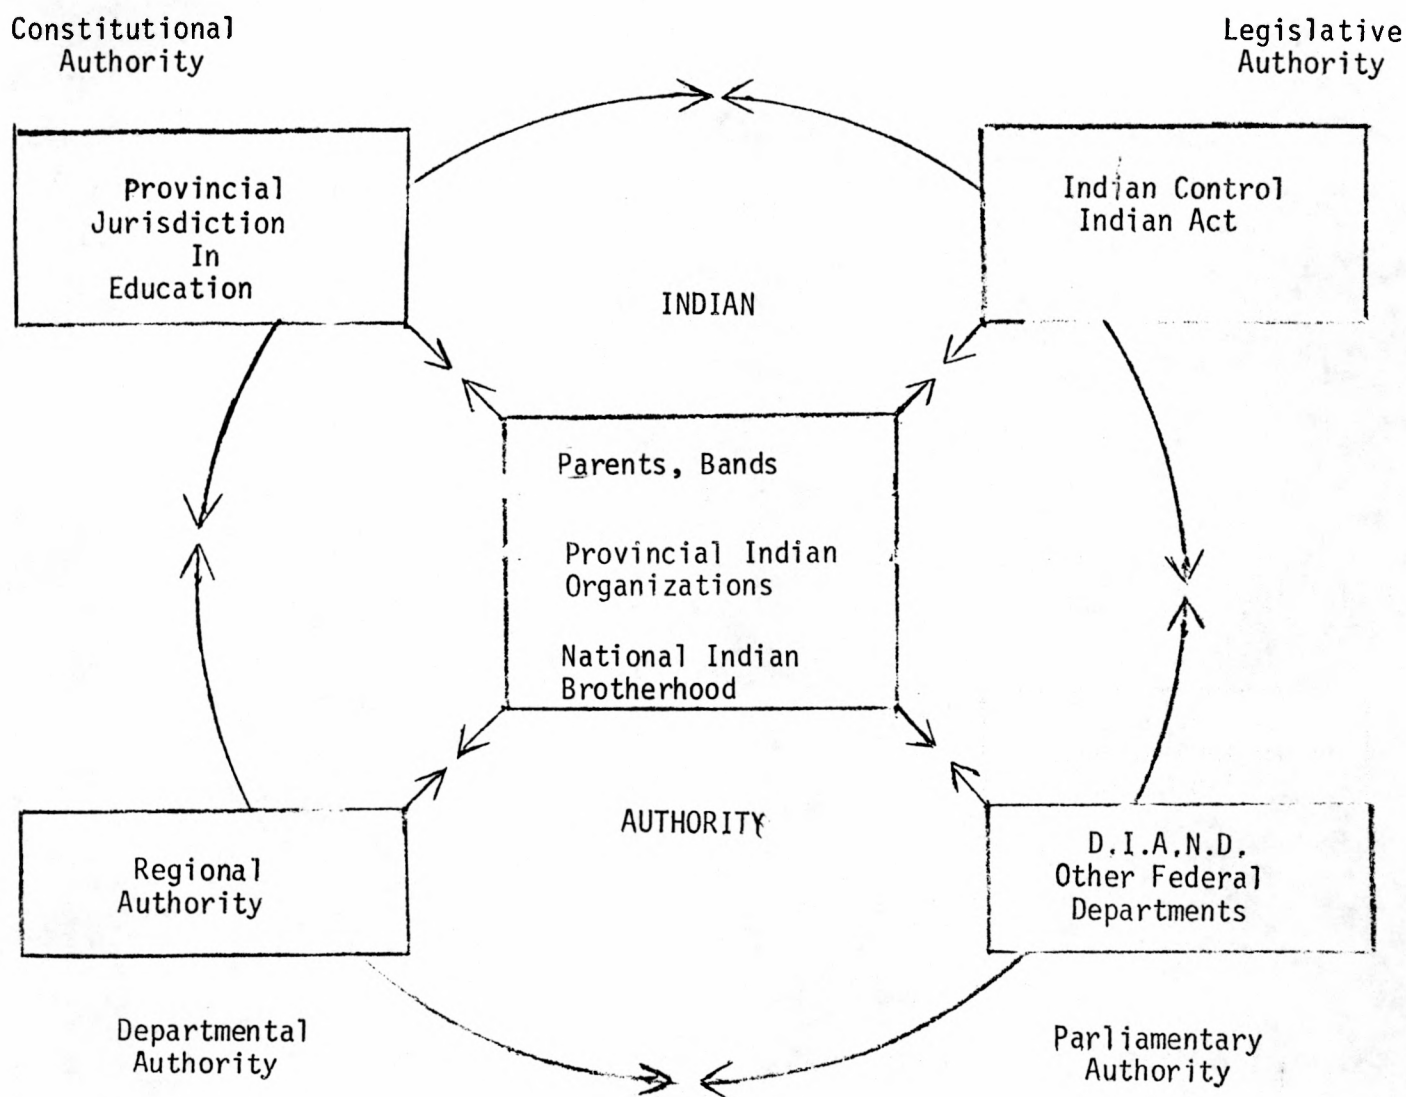 Constitutional
Authority
Legislative
Authority
Provincial
Jurisdiction
In
Education
Indian Control
Indian Act
INDIAN
Parents, Bands
Provincial Indian
Organizations
National Indian
Brotherhood
AUTHORITY
Regional
Authority
D.I.A.N.D.
Other Federal
Departments
Departmental
Authority
Parliamentary
Authority